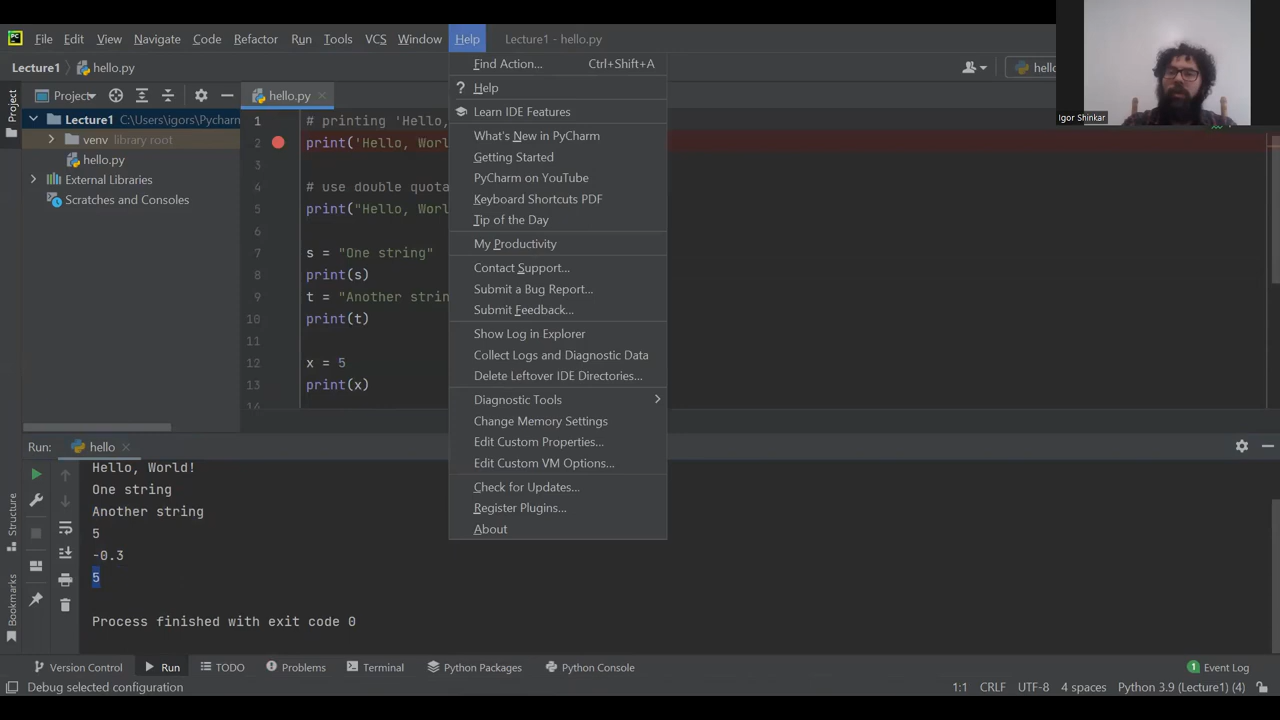 PC File Edit View Navigate Code Refactor Run Tools VCS Window Help Lecture1 - hello.py
Lecture1 hello.py
hello
Igor Shinkar
Project
Project
Lecture1 C:\Users\igors\Pycharm
venv library root
hello.py
External Libraries
Scratches and Consoles
hello.py
1 # printing 'Hello,
2 print('Hello, Worl
3
4 # use double quota
5 print("Hello, World
6
7 s = "One string"
8 print(s)
9 t = "Another strin
10 print(t)
11
12 x = 5
13 print(x)
14
Find Action... Ctrl+Shift+A
? Help
Learn IDE Features
What's New in PyCharm
Getting Started
PyCharm on YouTube
Keyboard Shortcuts PDF
Tip of the Day
My Productivity
Contact Support...
Submit a Bug Report...
Submit Feedback...
Show Log in Explorer
Collect Logs and Diagnostic Data
Delete Leftover IDE Directories...
Diagnostic Tools
Change Memory Settings
Edit Custom Properties...
Edit Custom VM Options...
Check for Updates...
Register Plugins...
About
Run: hello
Hello, World!
One string
Another string
5
-0.3
5
Process finished with exit code 0
Structure
Bookmarks
Version Control Run TODO Problems Terminal Python Packages Python Console 1 Event Log
Debug selected configuration 1:1 CRLF UTF-8 4 spaces Python 3.9 (Lecture1) (4)